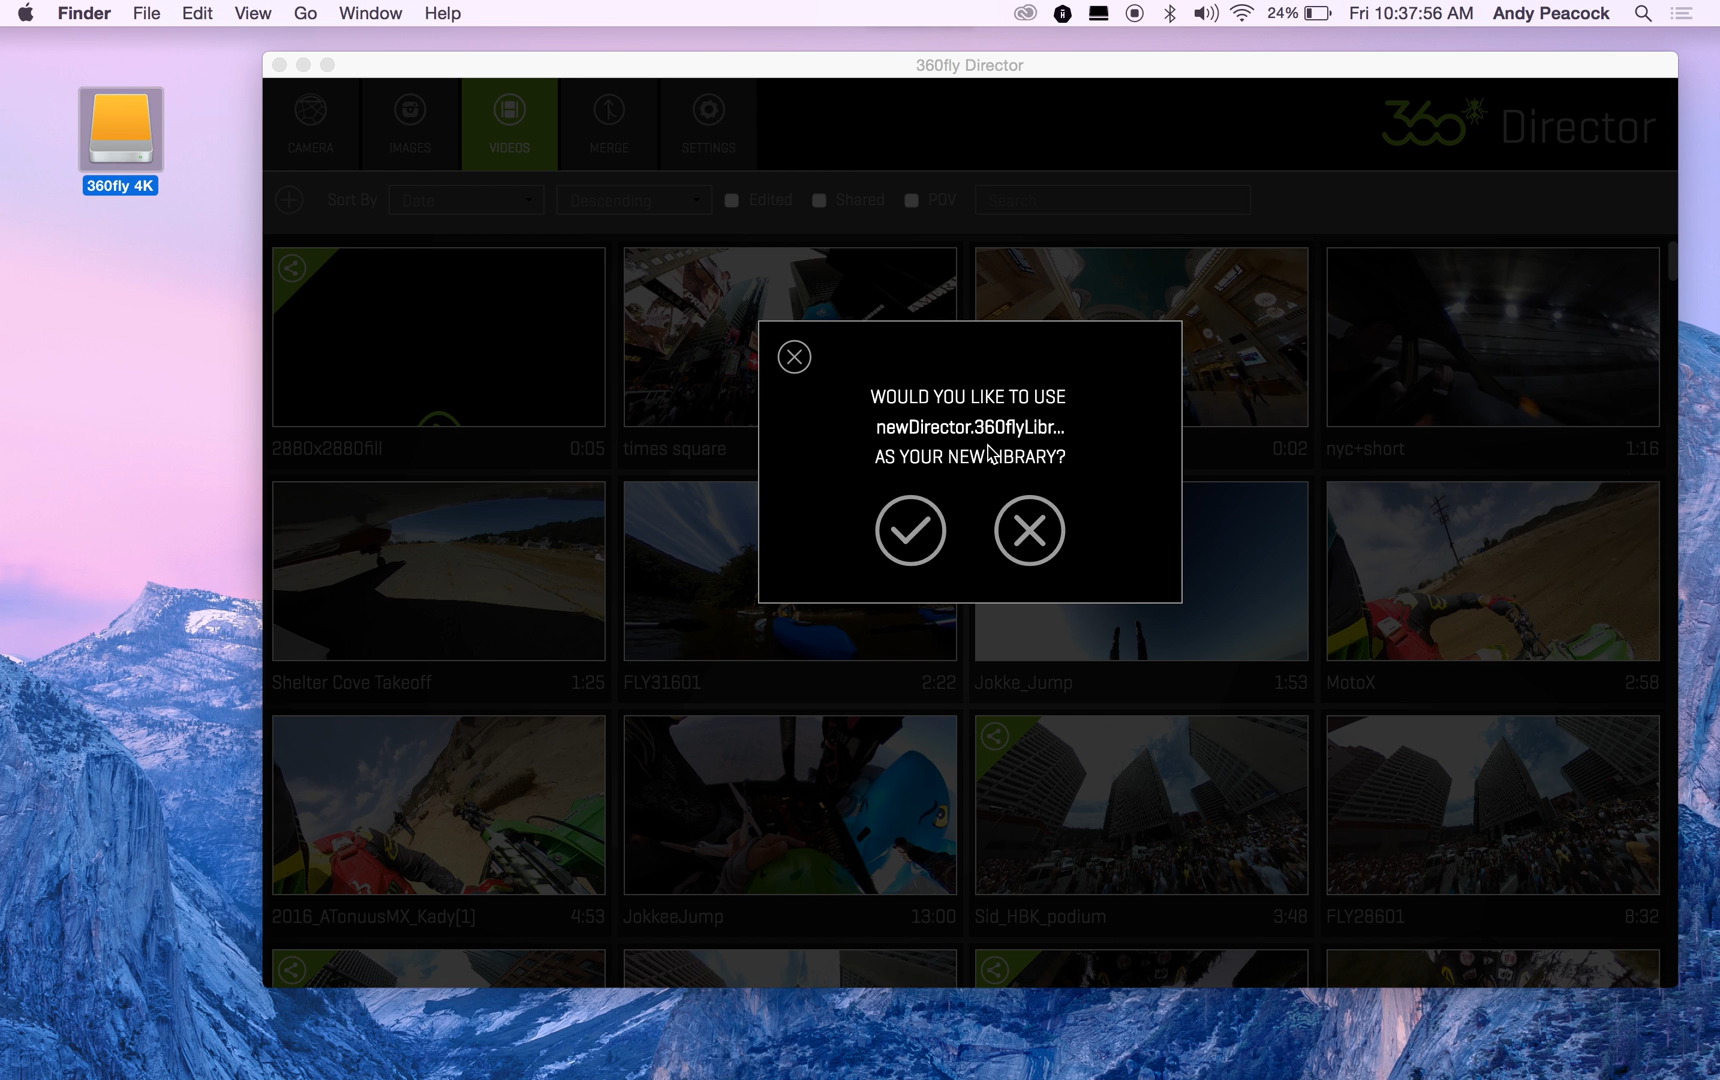 Finder File Edit View Go Window Help 24% Fri 10:37:56 AM Andy Peacock
360fly 4K
360fly Director
CAMERA IMAGES VIDEOS MERGE SETTINGS
360 Director
Sort By Date Descending Edited Shared POV Search
WOULD YOU LIKE TO USE
newDirector.360flyLibr...
AS YOUR NEW LIBRARY?
2880x2880fill 0:05 times square 0:02 nyc+short 1:16
Shelter Cove Takeoff 1:25 FLY31601 2:22 Jokke_Jump 1:53 MotoX 2:58
2016_ATonuusMX_Kady[1] 4:53 JokkeeJump 13:00 Sid_HBK_podium 3:48 FLY28601 8:32